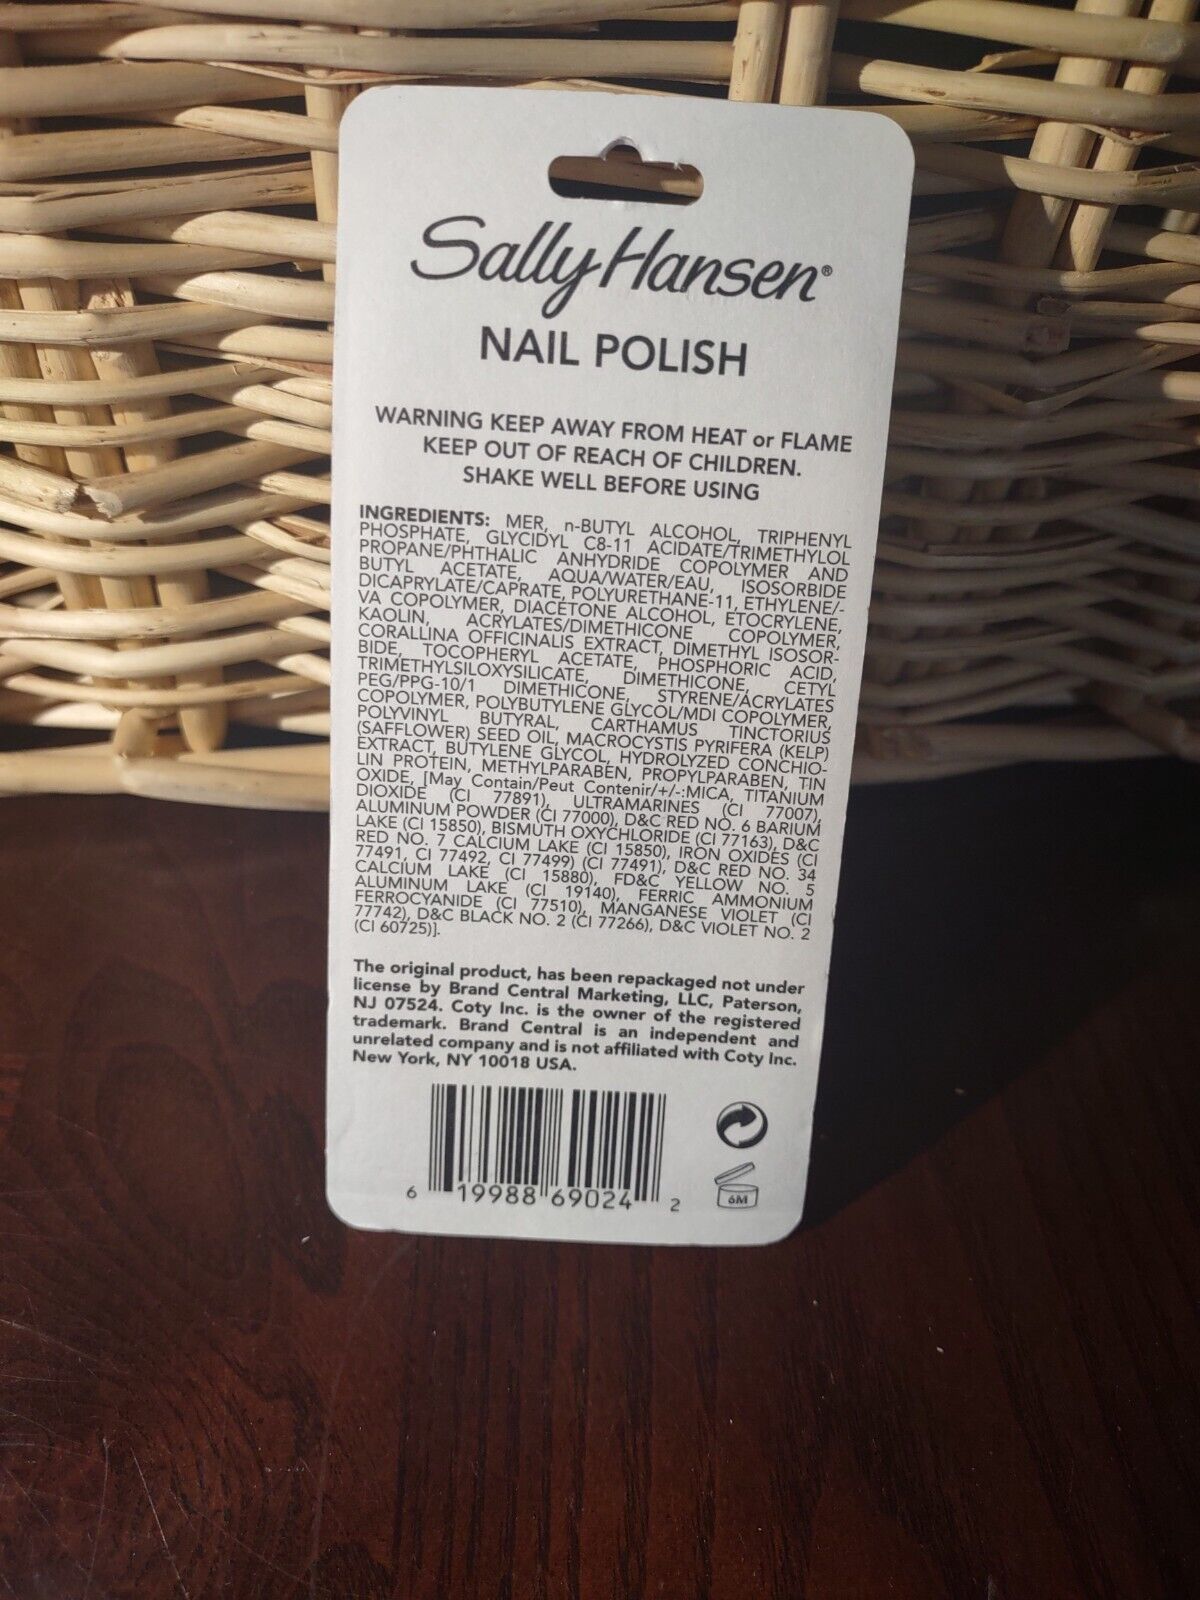 Sally Hansen®
NAIL POLISH
WARNING KEEP AWAY FROM HEAT or FLAME
KEEP OUT OF REACH OF CHILDREN.
SHAKE WELL BEFORE USING
INGREDIENTS: MER, n-BUTYL ALCOHOL, TRIPHENYL
PHOSPHATE, GLYCIDYL C8-11 ACIDATE/TRIMETHYLOL
PROPANE/PHTHALIC ANHYDRIDE COPOLYMER AND
BUTYL ACETATE, AQUA/WATER/EAU, ISOSORBIDE
DICAPRYLATE/CAPRATE, POLYURETHANE-11, ETHYLENE/-
VA COPOLYMER, DIACETONE ALCOHOL, ETOCRYLENE,
KAOLIN, ACRYLATES/DIMETHICONE COPOLYMER,
CORALLINA OFFICINALIS EXTRACT, DIMETHYL ISOSOR-
BIDE, TOCOPHERYL ACETATE, PHOSPHORIC ACID,
TRIMETHYLSILOXYSILICATE, DIMETHICONE, CETYL
PEG/PPG-10/1 DIMETHICONE, STYRENE/ACRYLATES
COPOLYMER, POLYBUTYLENE GLYCOL/MDI COPOLYMER,
POLYVINYL BUTYRAL, CARTHAMUS TINCTORIUS
(SAFFLOWER) SEED OIL, MACROCYSTIS PYRIFERA (KELP)
EXTRACT, BUTYLENE GLYCOL, HYDROLYZED CONCHIO-
LIN PROTEIN, METHYLPARABEN, PROPYLPARABEN, TIN
OXIDE, [May Contain/Peut Contenir/+/-:MICA, TITANIUM
DIOXIDE (CI 77891), ULTRAMARINES (CI 77007),
ALUMINUM POWDER (CI 77000), D&C RED NO. 6 BARIUM
LAKE (CI 15850), BISMUTH OXYCHLORIDE (CI 77163), D&C
RED NO. 7 CALCIUM LAKE (CI 15850), IRON OXIDES (CI
77491, CI 77492, CI 77499) (CI 77491), D&C RED NO. 34
CALCIUM LAKE (CI 15880), FD&C YELLOW NO. 5
ALUMINUM LAKE (CI 19140), FERRIC AMMONIUM
FERROCYANIDE (CI 77510), MANGANESE VIOLET (CI
77742), D&C BLACK NO. 2 (CI 77266), D&C VIOLET NO. 2
(CI 60725)].
The original product, has been repackaged not under
license by Brand Central Marketing, LLC, Paterson,
NJ 07524. Coty Inc. is the owner of the registered
trademark. Brand Central is an independent and
unrelated company and is not affiliated with Coty Inc.
New York, NY 10018 USA.
6 19988 69024 2
6M